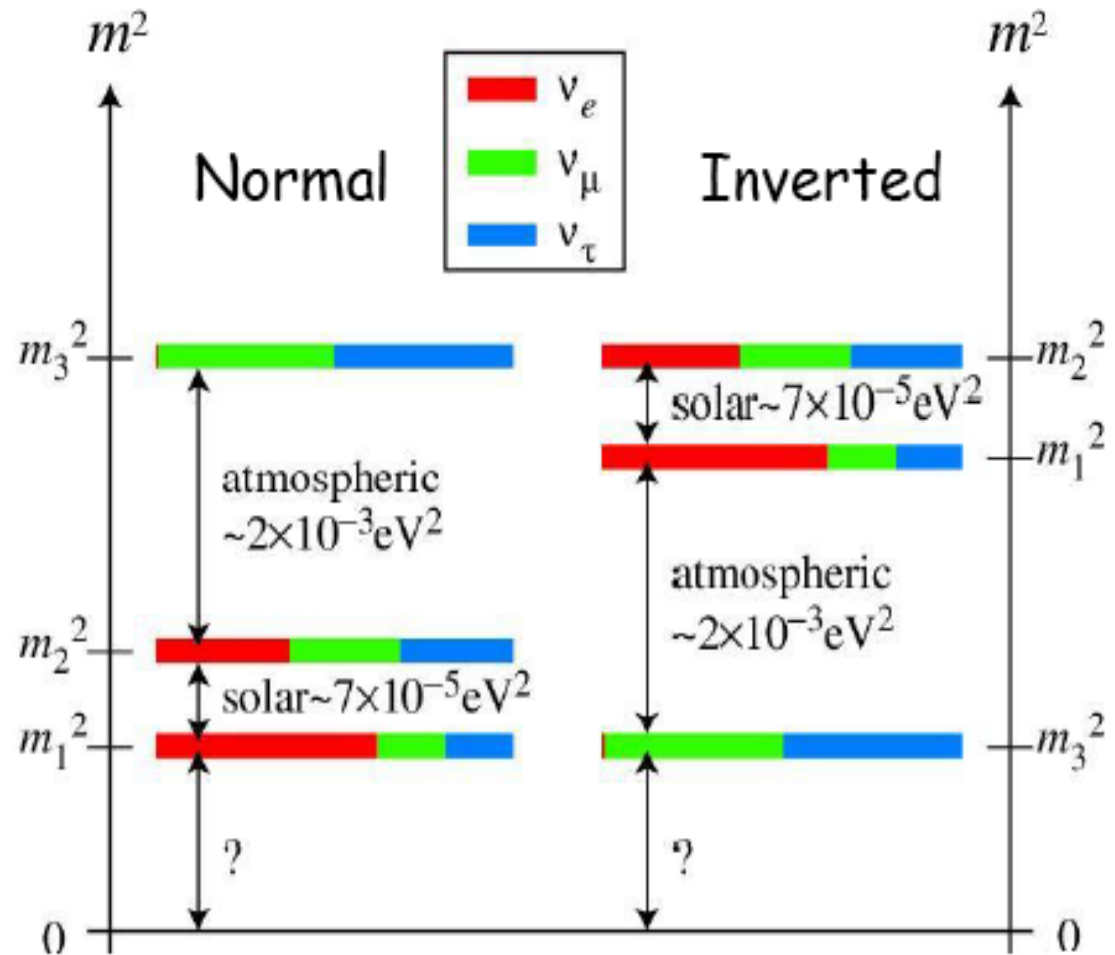 m²
m²
ν_e
ν_μ
ν_τ
Normal
Inverted
m₃²
m₂²
solar~7×10⁻⁵eV²
m₁²
atmospheric
~2×10⁻³eV²
atmospheric
~2×10⁻³eV²
m₂²
solar~7×10⁻⁵eV²
m₁²
m₃²
?
?
0
0